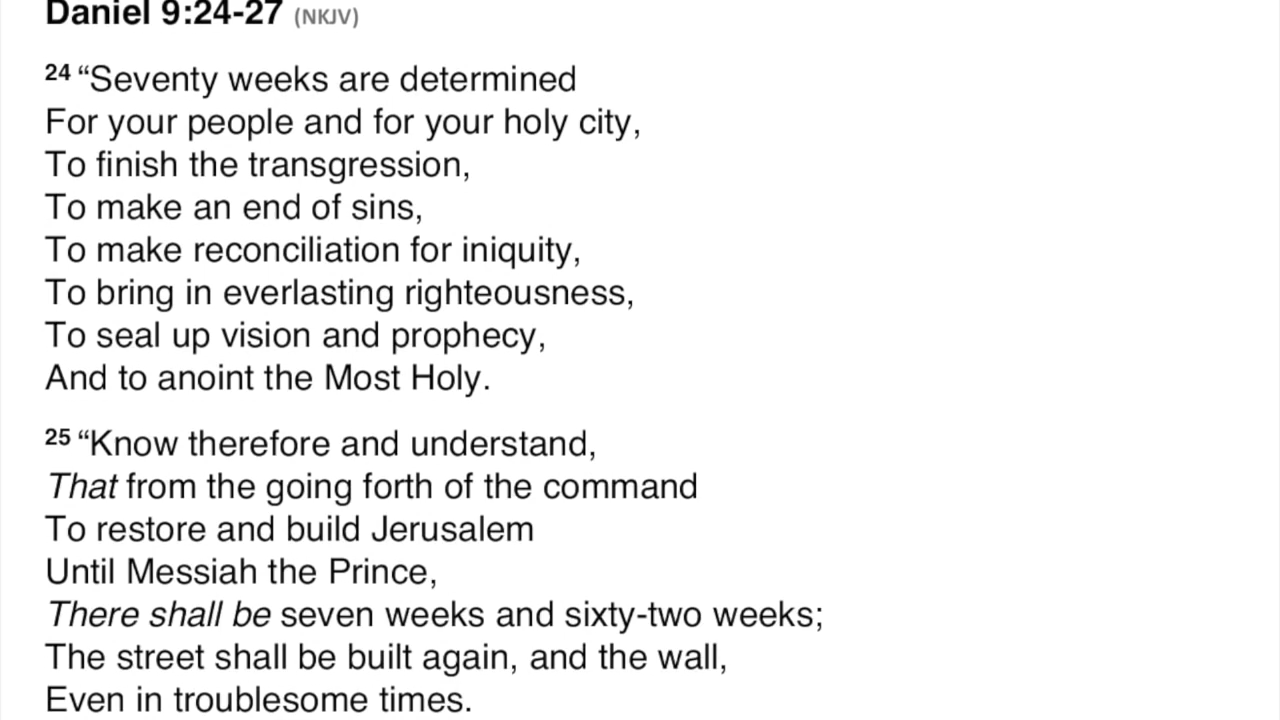 Daniel 9:24-27 (NKJV)
24 “Seventy weeks are determined
For your people and for your holy city,
To finish the transgression,
To make an end of sins,
To make reconciliation for iniquity,
To bring in everlasting righteousness,
To seal up vision and prophecy,
And to anoint the Most Holy.
25 “Know therefore and understand,
That from the going forth of the command
To restore and build Jerusalem
Until Messiah the Prince,
There shall be seven weeks and sixty-two weeks;
The street shall be built again, and the wall,
Even in troublesome times.